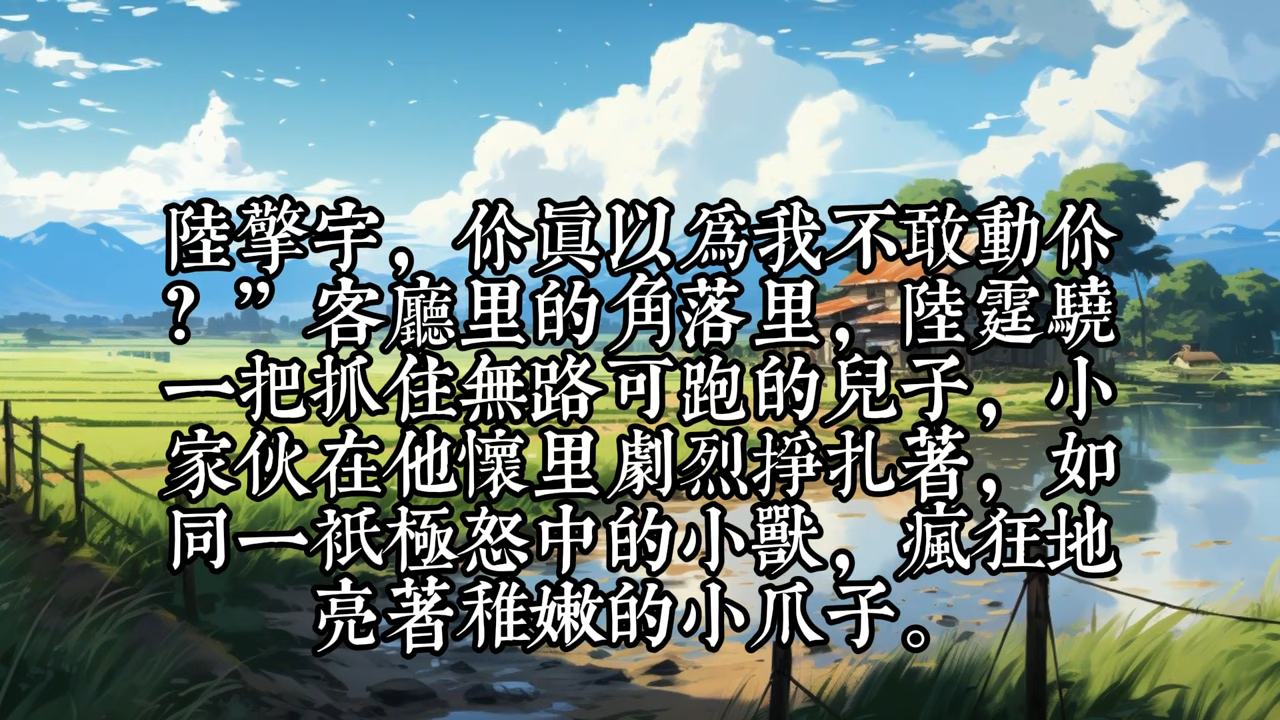 陸擎宇，伱眞以爲我不敢動伱
？”客廳里的角落里，陸霆驍
一把抓住無路可跑的兒子，小
家伙在他懷里劇烈掙扎著，如
同一祇極怒中的小獸，瘋狂地
亮著稚嫩的小爪子。